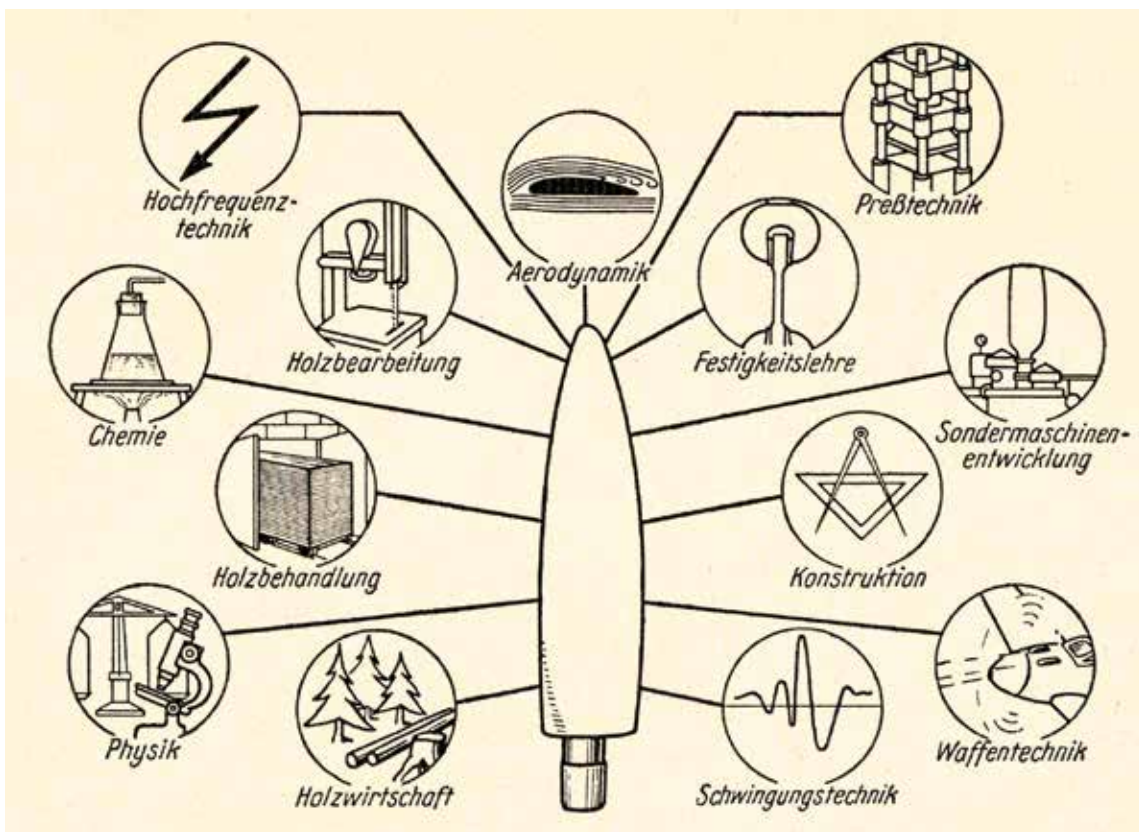 Hochfrequenz-
technik
Aerodynamik
Preßtechnik
Holzbearbeitung
Festigkeitslehre
Chemie
Sondermaschinen-
entwicklung
Holzbehandlung
Konstruktion
Physik
Holzwirtschaft
Schwingungstechnik
Waffentechnik